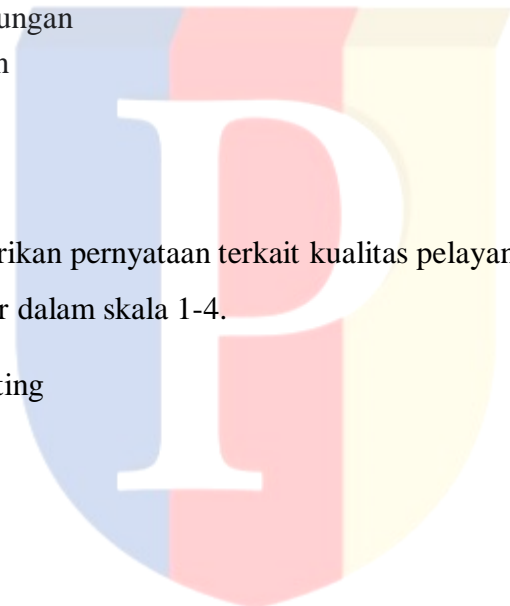 ungan
n
P
rikan pernyataan terkait kualitas pelayan
r dalam skala 1-4.
ting